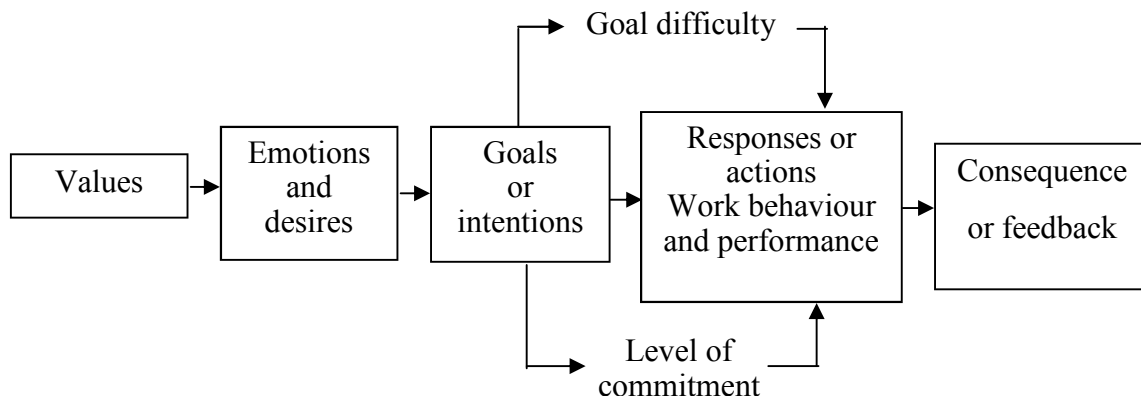 Goal difficulty
Values
Emotions
and
desires
Goals
or
intentions
Responses or
actions
Work behaviour
and performance
Consequence
or feedback
Level of
commitment